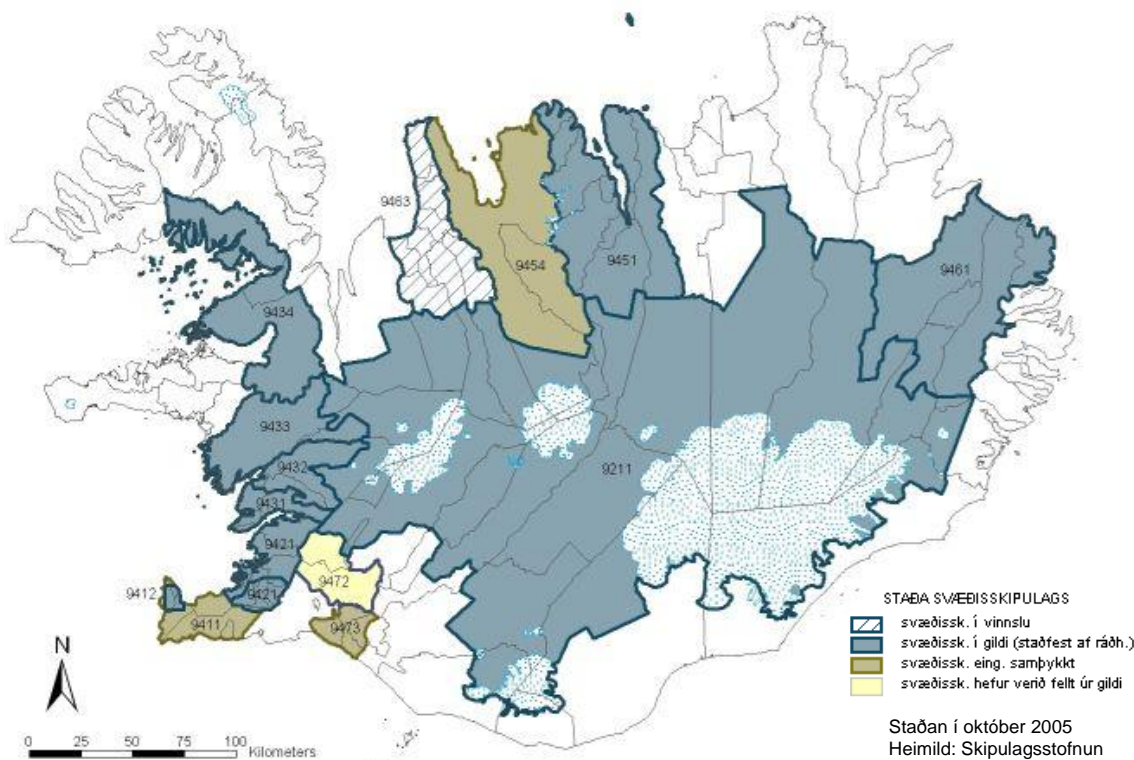 9463
9454
9451
9461
9434
9433
9432
9211
9431
9421
9472
9412
9421
9411
9473
N
STAÐA SVÆÐISSKIPULAGS
svæðissk. í vinnslu
svæðissk. í gildi (staðfest af ráðh.)
svæðissk. eing. samþykkt
svæðissk. hefur verið fellt úr gildi
Staðan í október 2005
Heimild: Skipulagsstofnun
0 25 50 75 100
Kilometers